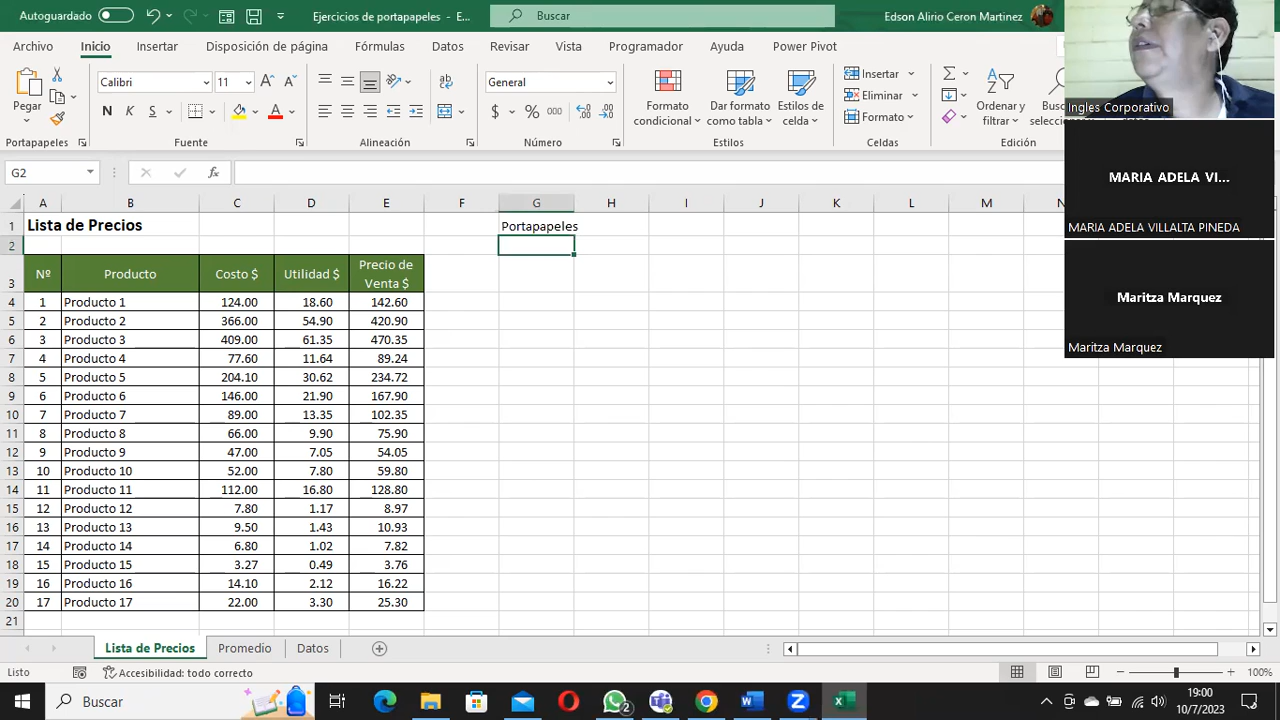 Autoguardado
Ejercicios de portapapeles - E...
Buscar
Edson Alirio Ceron Martinez
Archivo Inicio Insertar Disposición de página Fórmulas Datos Revisar Vista Programador Ayuda Power Pivot
Pegar
Portapapeles
Calibri 11
N K S A
Fuente
ab
Alineación
General
$ % 000
Número
Formato condicional
Dar formato como tabla
Estilos de celda
Estilos
Insertar
Eliminar
Formato
Celdas
Ordenar y filtrar
Edición
Ingles Corporativo
MARIA ADELA VI...
MARIA ADELA VILLALTA PINEDA
Maritza Marquez
Maritza Marquez
G2 fx
A B C D E F G H I J K L M N
1 Lista de Precios Portapapeles
2
3 Nº Producto Costo $ Utilidad $ Precio de Venta $
4 1 Producto 1 124.00 18.60 142.60
5 2 Producto 2 366.00 54.90 420.90
6 3 Producto 3 409.00 61.35 470.35
7 4 Producto 4 77.60 11.64 89.24
8 5 Producto 5 204.10 30.62 234.72
9 6 Producto 6 146.00 21.90 167.90
10 7 Producto 7 89.00 13.35 102.35
11 8 Producto 8 66.00 9.90 75.90
12 9 Producto 9 47.00 7.05 54.05
13 10 Producto 10 52.00 7.80 59.80
14 11 Producto 11 112.00 16.80 128.80
15 12 Producto 12 7.80 1.17 8.97
16 13 Producto 13 9.50 1.43 10.93
17 14 Producto 14 6.80 1.02 7.82
18 15 Producto 15 3.27 0.49 3.76
19 16 Producto 16 14.10 2.12 16.22
20 17 Producto 17 22.00 3.30 25.30
21
Lista de Precios Promedio Datos
Listo Accesibilidad: todo correcto 100%
Buscar
2
19:00
10/7/2023